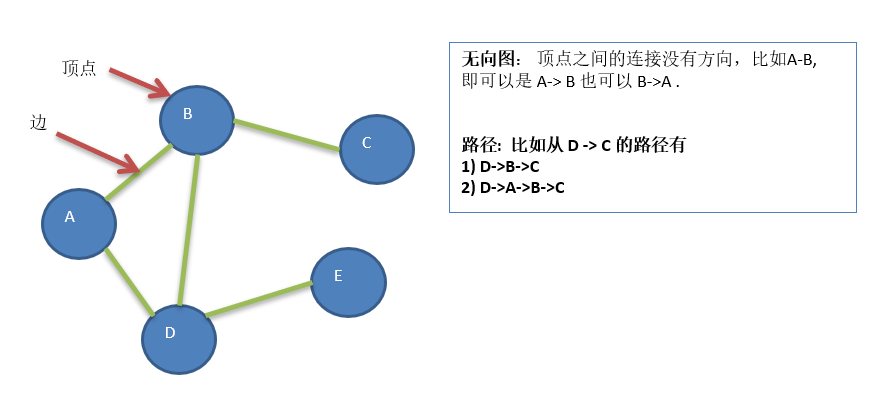 顶点
边
B
C
A
E
D
无向图： 顶点之间的连接没有方向，比如A-B,
即可以是 A-> B 也可以 B->A .
路径: 比如从 D -> C 的路径有
1) D->B->C
2) D->A->B->C